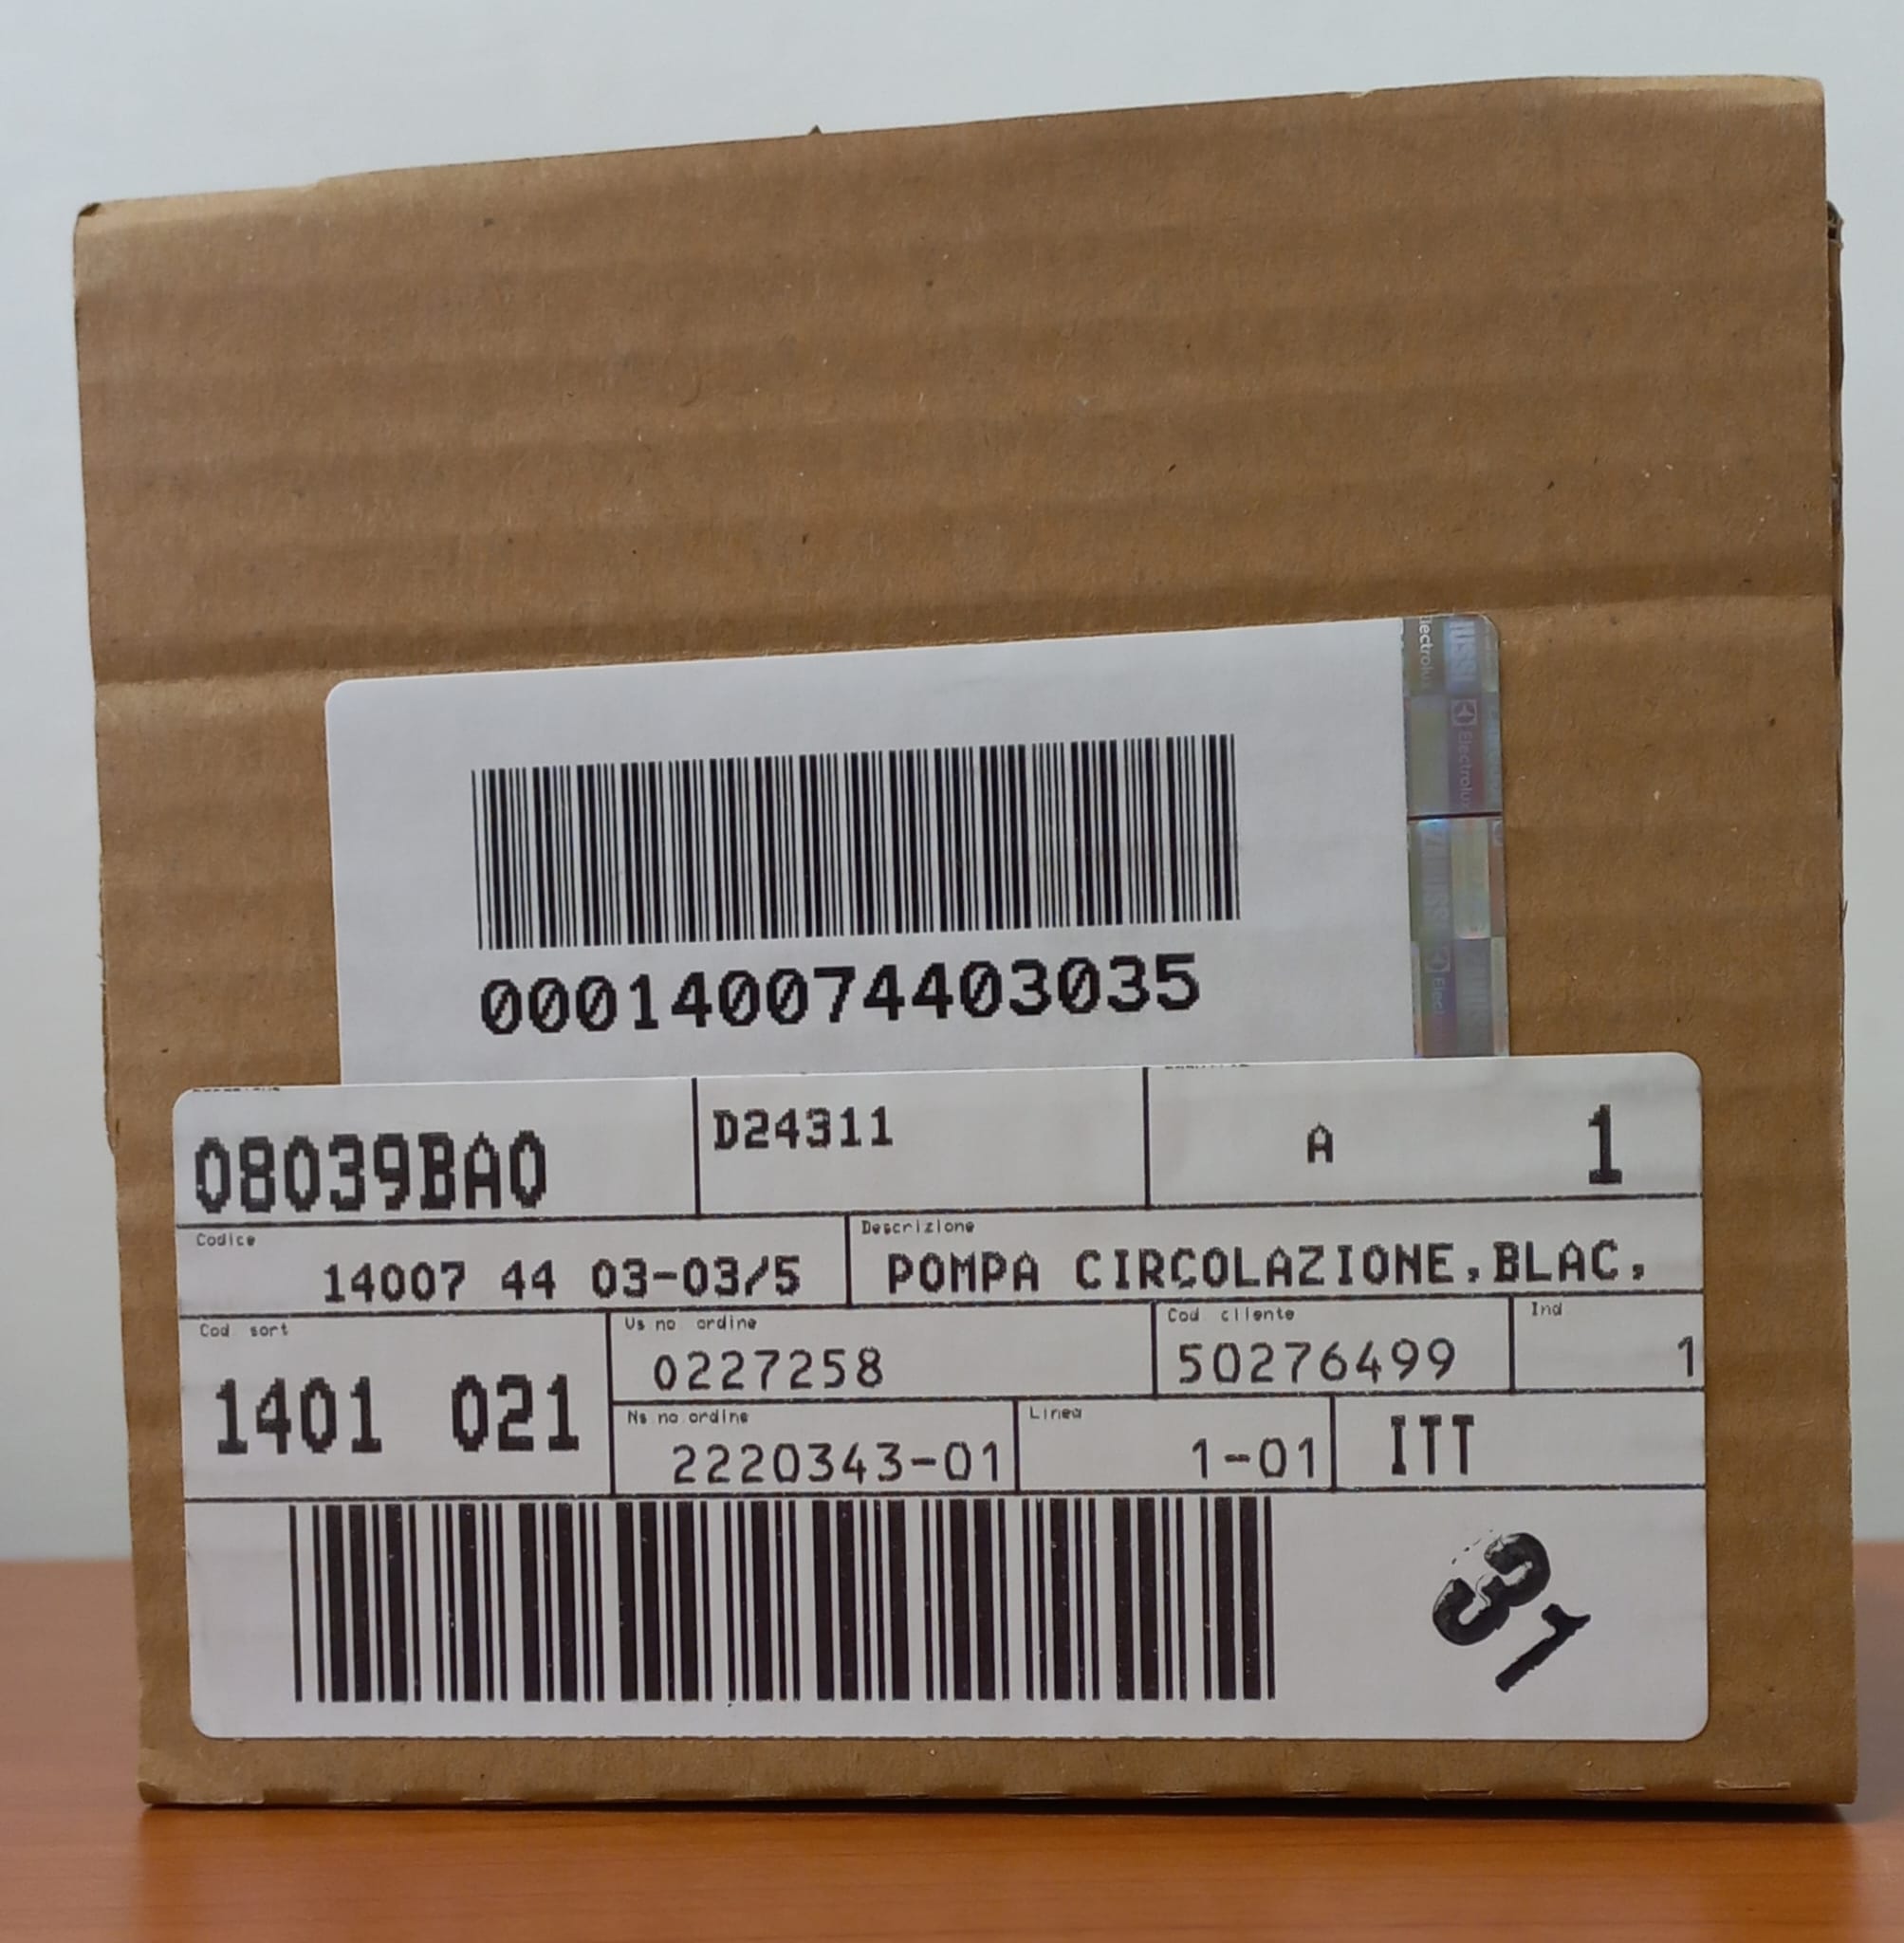 Electrolux
000140074403035
08039BA0 D24311 A 1
Codice Descrizione
14007 44 03-03/5 POMPA CIRCOLAZIONE,BLAC,
Cod sort Vs no ordine Cod cliente Ind
0227258 50276499 1
1401 021
Ns no ordine Linea
2220343-01 1-01 ITT
31